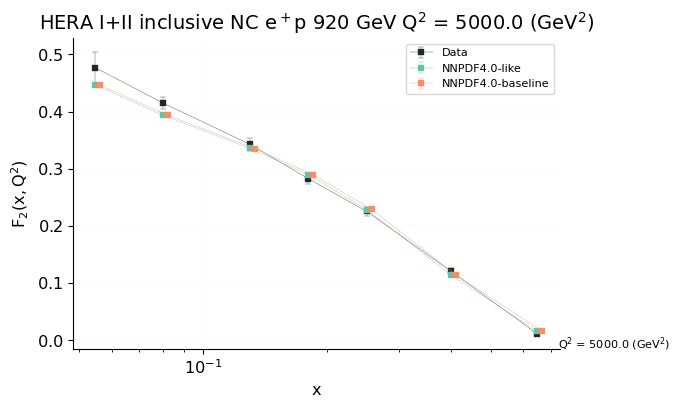 HERA I+II inclusive NC e⁺p 920 GeV Q² = 5000.0 (GeV²)
Data
NNPDF4.0-like
NNPDF4.0-baseline
F₂(x, Q²)
0.5
0.4
0.3
0.2
0.1
0.0
Q² = 5000.0 (GeV²)
10⁻¹
x